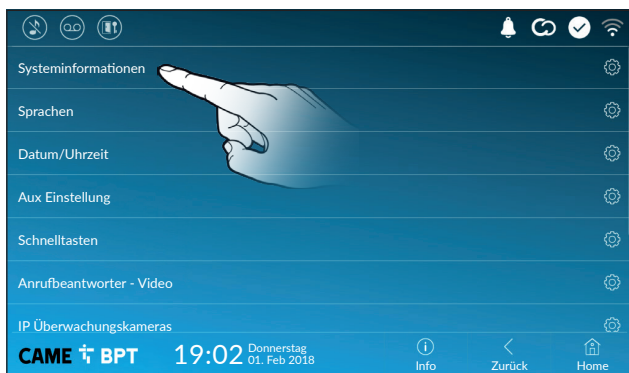 Systeminformationen
Sprachen
Datum/Uhrzeit
Aux Einstellung
Schnelltasten
Anrufbeantworter - Video
IP Überwachungskameras
CAME BPT
19:02
Donnerstag
01. Feb 2018
Info
Zurück
Home